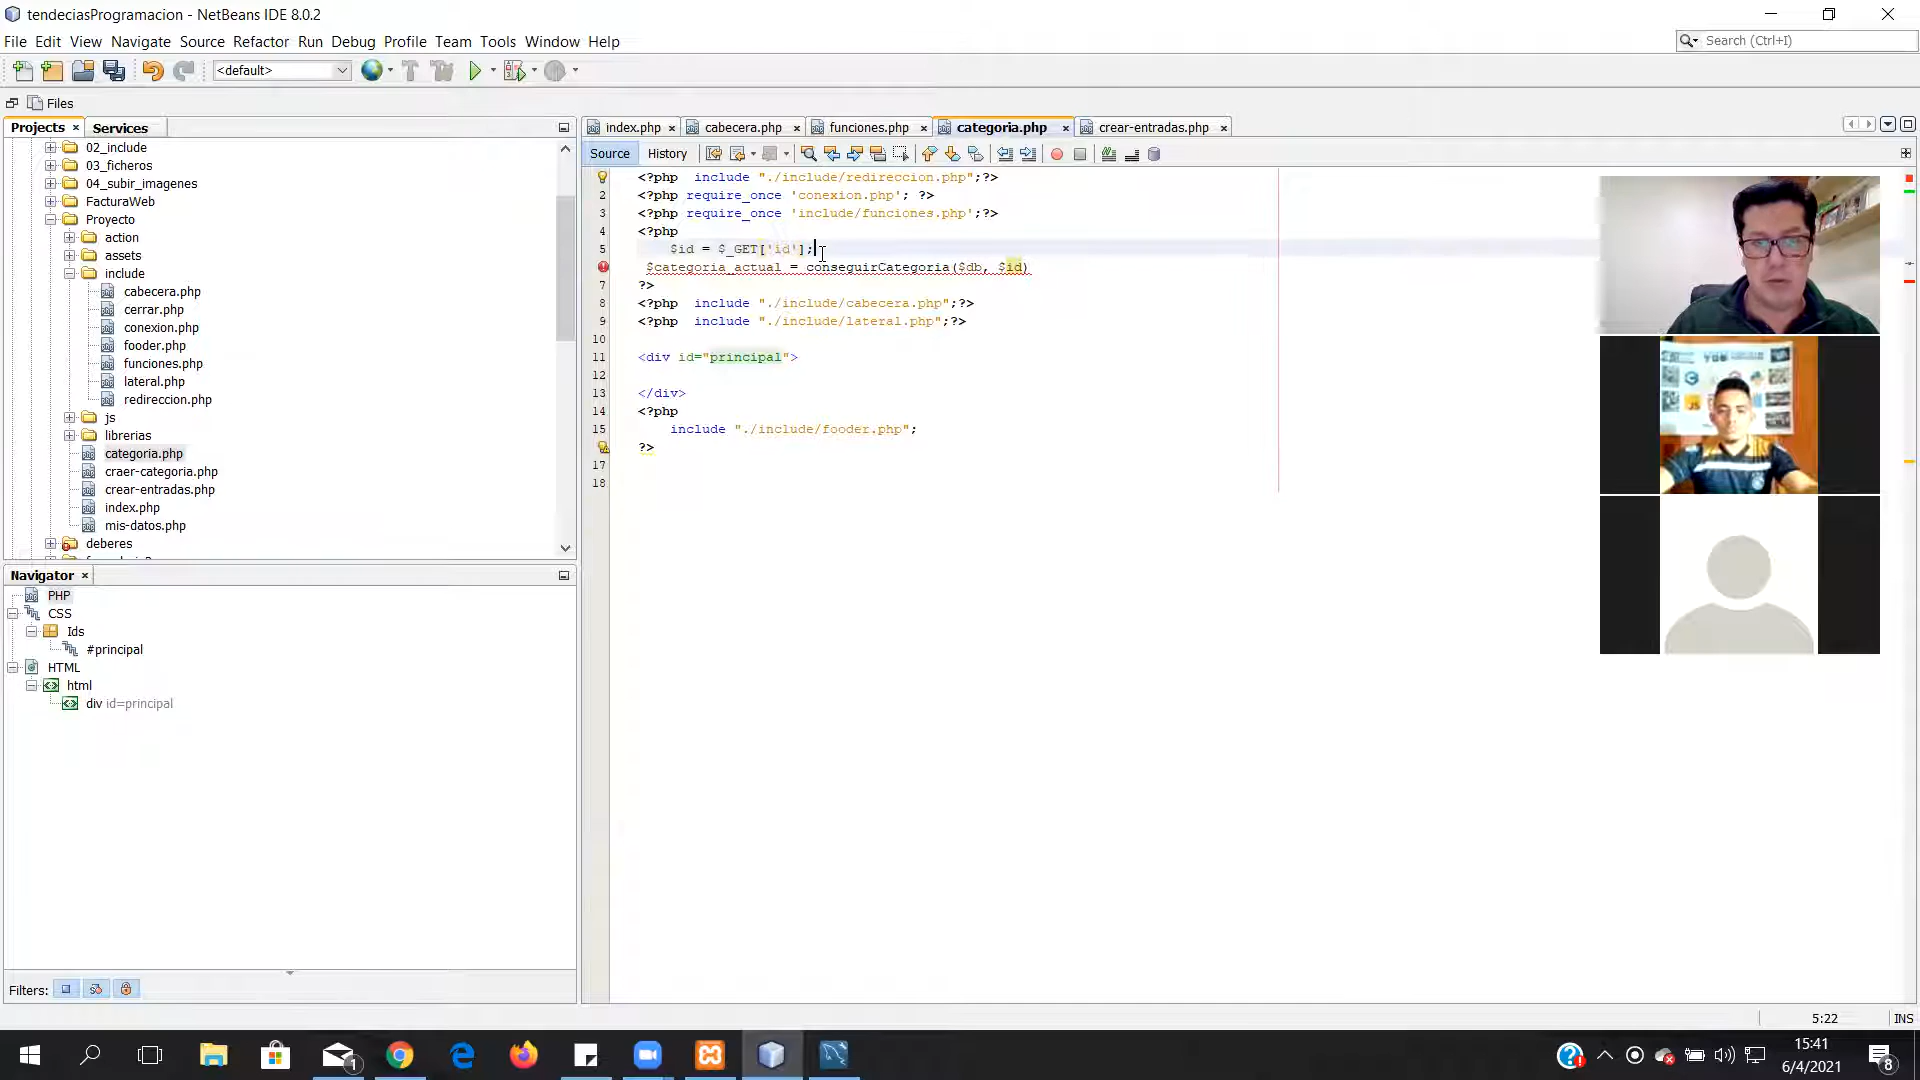 tendeciasProgramacion - NetBeans IDE 8.0.2
File Edit View Navigate Source Refactor Run Debug Profile Team Tools Window Help
Search (Ctrl+I)
<default>
Files
Projects
Services
02_include
03_ficheros
04_subir_imagenes
FacturaWeb
Proyecto
action
assets
include
cabecera.php
cerrar.php
conexion.php
fooder.php
funciones.php
lateral.php
redireccion.php
js
librerias
categoria.php
craer-categoria.php
crear-entradas.php
index.php
mis-datos.php
deberes
Navigator
PHP
CSS
Ids
#principal
HTML
html
div id=principal
Filters:
index.php cabecera.php funciones.php categoria.php crear-entradas.php
Source History
<?php  include "./include/redireccion.php";?>
2 <?php require_once 'conexion.php'; ?>
3 <?php require_once 'include/funciones.php';?>
4 <?php
5 $id = $_GET['id'];
$categoria_actual = conseguirCategoria($db, $id)
7 ?>
8 <?php  include "./include/cabecera.php";?>
9 <?php  include "./include/lateral.php";?>
10
11 <div id="principal">
12
13 </div>
14 <?php
15 include "./include/fooder.php";
?>
17
18
5:22 INS
1
15:41
6/4/2021
8